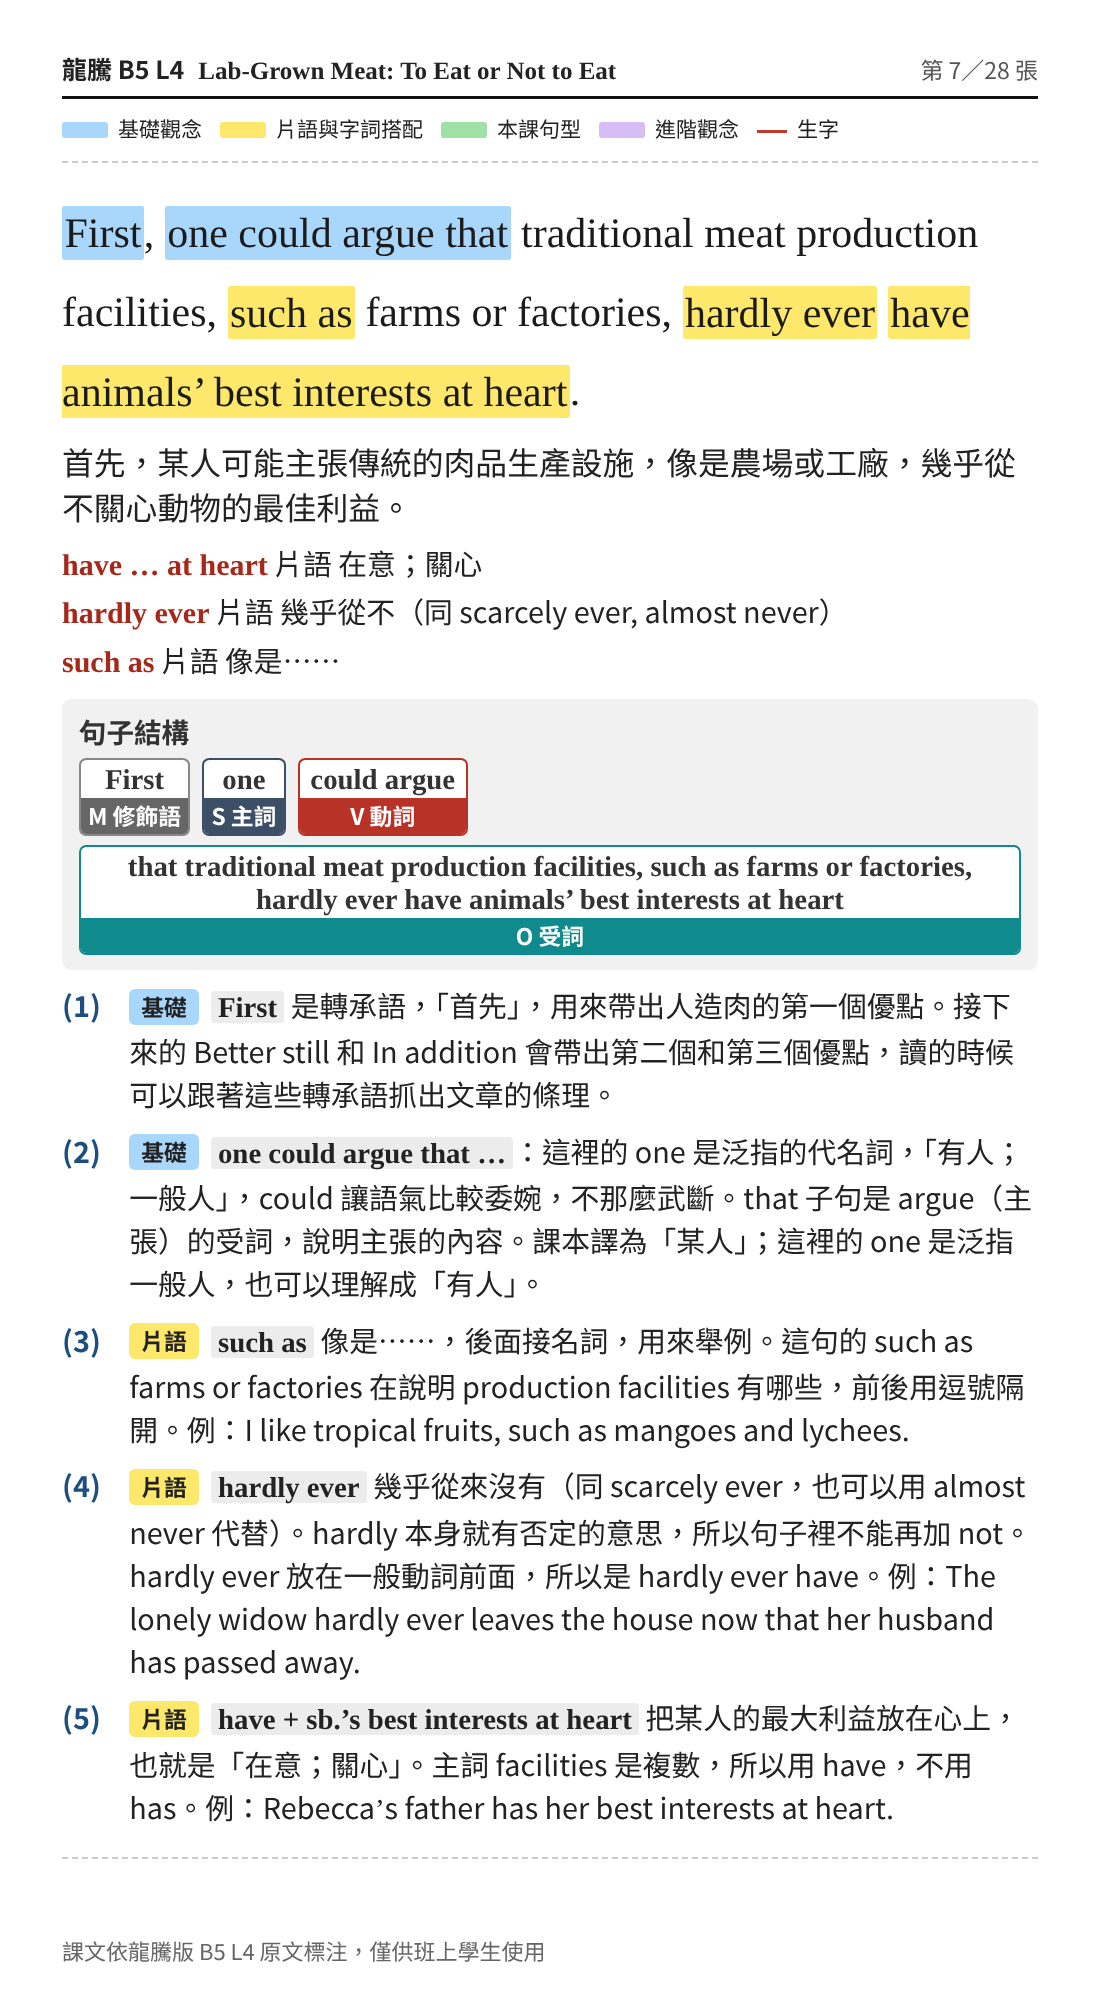 龍騰 B5 L4 Lab-Grown Meat: To Eat or Not to Eat 第 7／28 張
基礎觀念 片語與字詞搭配 本課句型 進階觀念 生字
First, one could argue that traditional meat production
facilities, such as farms or factories, hardly ever have
animals’ best interests at heart.
首先，某人可能主張傳統的肉品生產設施，像是農場或工廠，幾乎從
不關心動物的最佳利益。
have … at heart 片語 在意；關心
hardly ever 片語 幾乎從不（同 scarcely ever, almost never）
such as 片語 像是……
句子結構
First one could argue
M 修飾語 S 主詞 V 動詞
that traditional meat production facilities, such as farms or factories,
hardly ever have animals’ best interests at heart
O 受詞
(1) 基礎 First 是轉承語，「首先」，用來帶出人造肉的第一個優點。接下
來的 Better still 和 In addition 會帶出第二個和第三個優點，讀的時候
可以跟著這些轉承語抓出文章的條理。
(2) 基礎 one could argue that …：這裡的 one 是泛指的代名詞，「有人；
一般人」，could 讓語氣比較委婉，不那麼武斷。that 子句是 argue（主
張）的受詞，說明主張的內容。課本譯為「某人」；這裡的 one 是泛指
一般人，也可以理解成「有人」。
(3) 片語 such as 像是……，後面接名詞，用來舉例。這句的 such as
farms or factories 在說明 production facilities 有哪些，前後用逗號隔
開。例：I like tropical fruits, such as mangoes and lychees.
(4) 片語 hardly ever 幾乎從來沒有（同 scarcely ever，也可以用 almost
never 代替）。hardly 本身就有否定的意思，所以句子裡不能再加 not。
hardly ever 放在一般動詞前面，所以是 hardly ever have。例：The
lonely widow hardly ever leaves the house now that her husband
has passed away.
(5) 片語 have + sb.’s best interests at heart 把某人的最大利益放在心上，
也就是「在意；關心」。主詞 facilities 是複數，所以用 have，不用
has。例：Rebecca’s father has her best interests at heart.
課文依龍騰版 B5 L4 原文標注，僅供班上學生使用